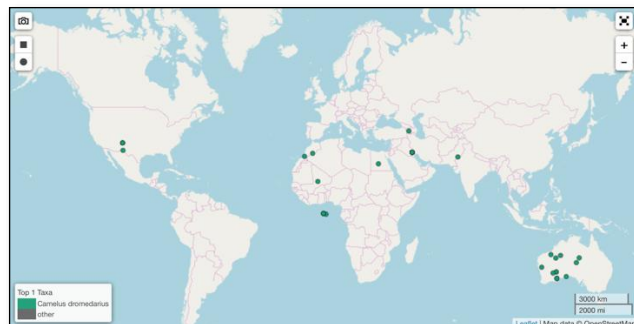 +
−
Top 1 Taxa
Camelus dromedarius
other
3000 km
2000 mi
Leaflet | Map data © OpenStreetMap